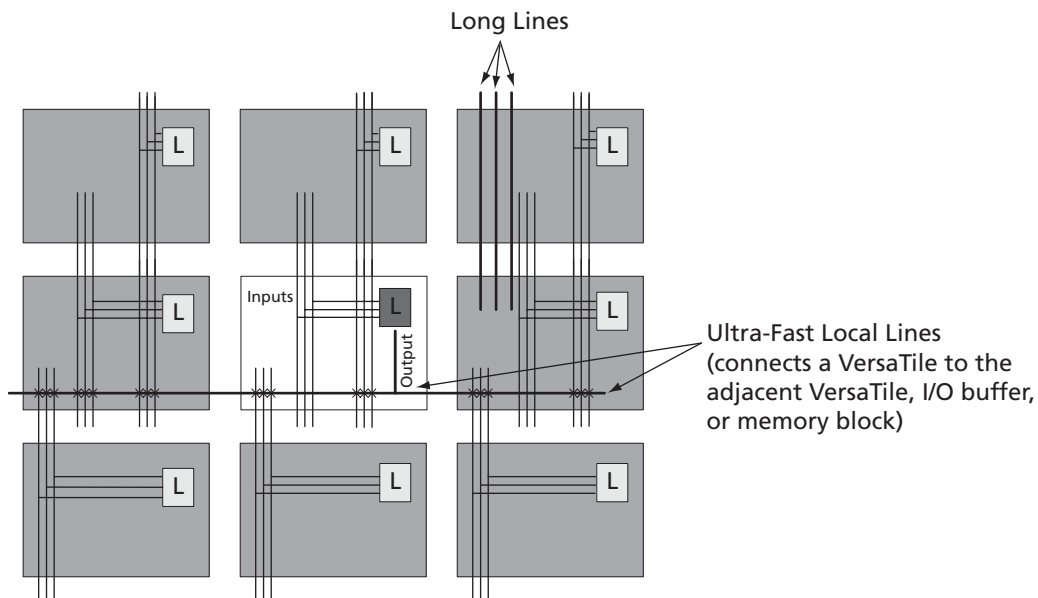 Long Lines
L
L
L
L
Inputs
L
L
Output
Ultra-Fast Local Lines
(connects a VersaTile to the
adjacent VersaTile, I/O buffer,
or memory block)
L
L
L